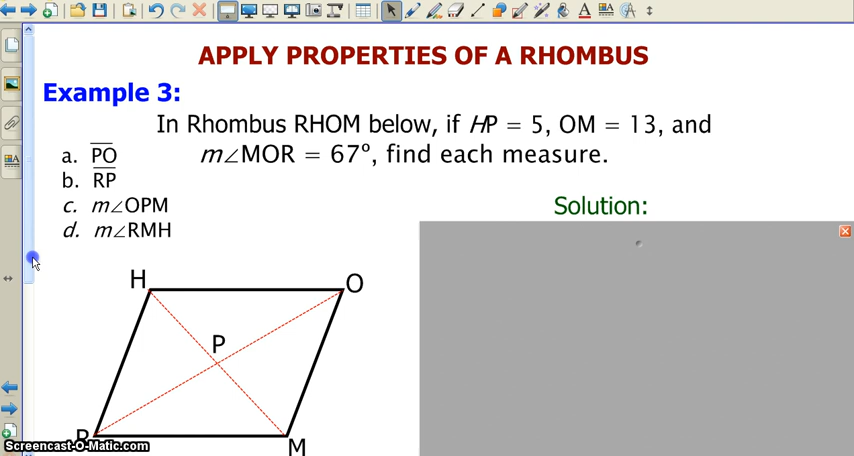 APPLY PROPERTIES OF A RHOMBUS
Example 3:
In Rhombus RHOM below, if HP = 5, OM = 13, and
m∠MOR = 67º, find each measure.
a. PO
b. RP
c. m∠OPM
d. m∠RMH
Solution:
H
O
P
R
M
Screencast-O-Matic.com